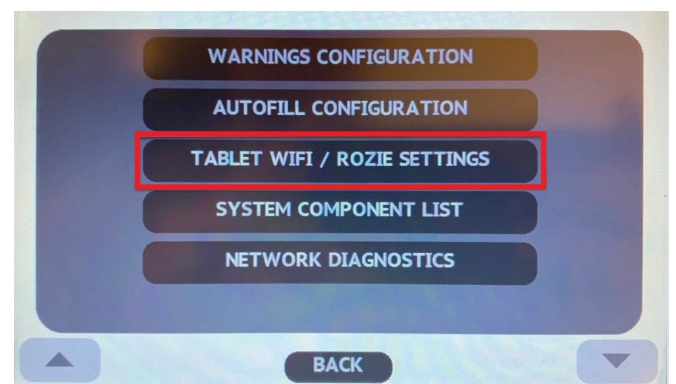 WARNINGS CONFIGURATION
AUTOFILL CONFIGURATION
TABLET WIFI / ROZIE SETTINGS
SYSTEM COMPONENT LIST
NETWORK DIAGNOSTICS
BACK